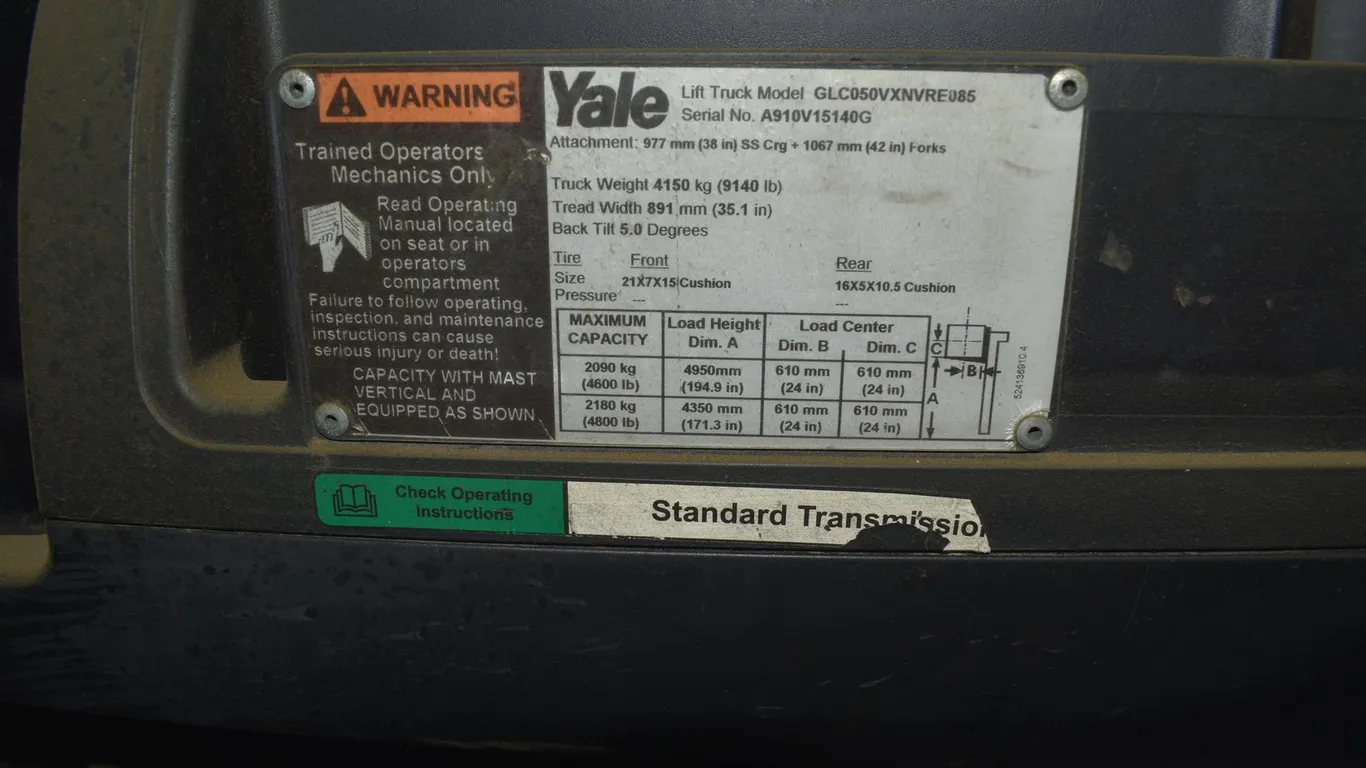 WARNING
Trained Operators
Mechanics Only
Read Operating
Manual located
on seat or in
operators
compartment
Failure to follow operating,
inspection, and maintenance
instructions can cause
serious injury or death!
CAPACITY WITH MAST
VERTICAL AND
EQUIPPED AS SHOWN
Yale
Lift Truck Model GLC050VXNVRE085
Serial No. A910V15140G
Attachment: 977 mm (38 in) SS Crg + 1067 mm (42 in) Forks
Truck Weight 4150 kg (9140 lb)
Tread Width 891 mm (35.1 in)
Back Tilt 5.0 Degrees
Tire Front Rear
Size 21X7X15 Cushion 16X5X10.5 Cushion
Pressure --- ---
MAXIMUM CAPACITY Load Height Dim. A Load Center Dim. B Dim. C
2090 kg 4950mm 610 mm 610 mm
(4600 lb) (194.9 in) (24 in) (24 in)
2180 kg 4350 mm 610 mm 610 mm
(4800 lb) (171.3 in) (24 in) (24 in)
C
B
A
524136910 4
Check Operating
Instructions
Standard Transmission